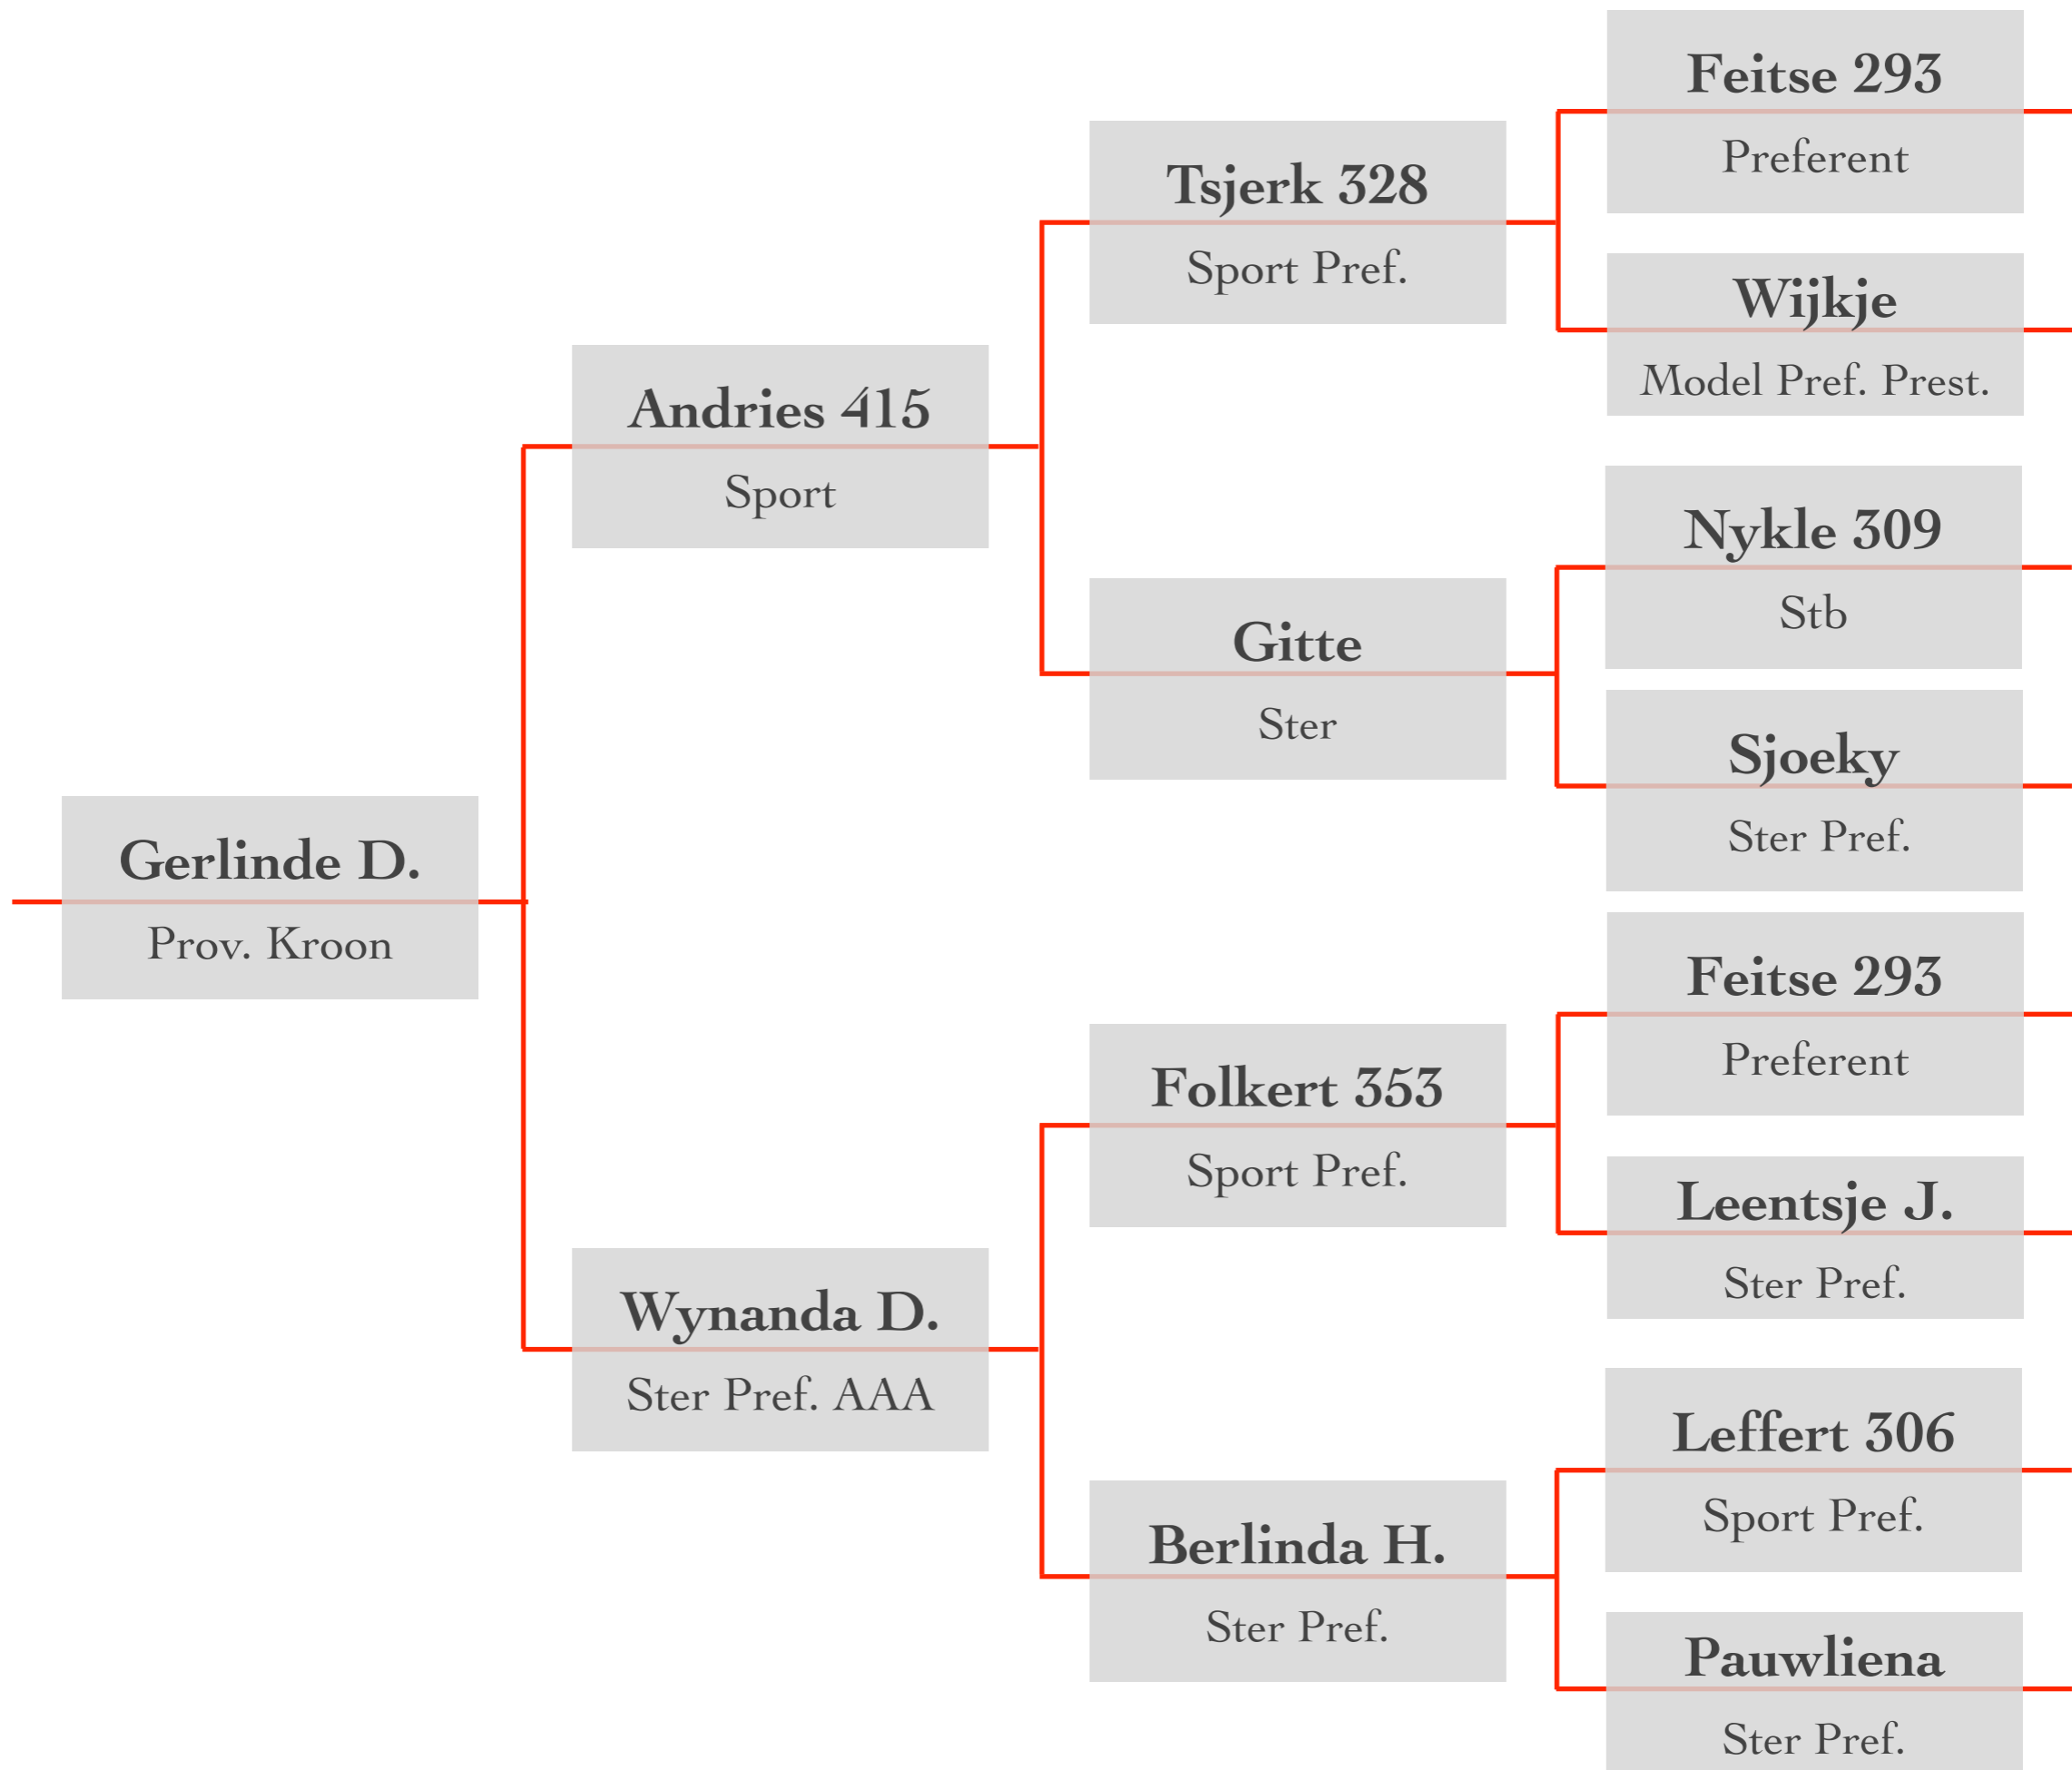 Feitse 293
Preferent
Tsjerk 328
Sport Pref.
Wijkje
Model Pref. Prest.
Andries 415
Sport
Nykle 309
Stb
Gitte
Ster
Sjoeky
Ster Pref.
Gerlinde D.
Prov. Kroon
Feitse 293
Preferent
Folkert 353
Sport Pref.
Leentsje J.
Ster Pref.
Wynanda D.
Ster Pref. AAA
Leffert 306
Sport Pref.
Berlinda H.
Ster Pref.
Pauwliena
Ster Pref.